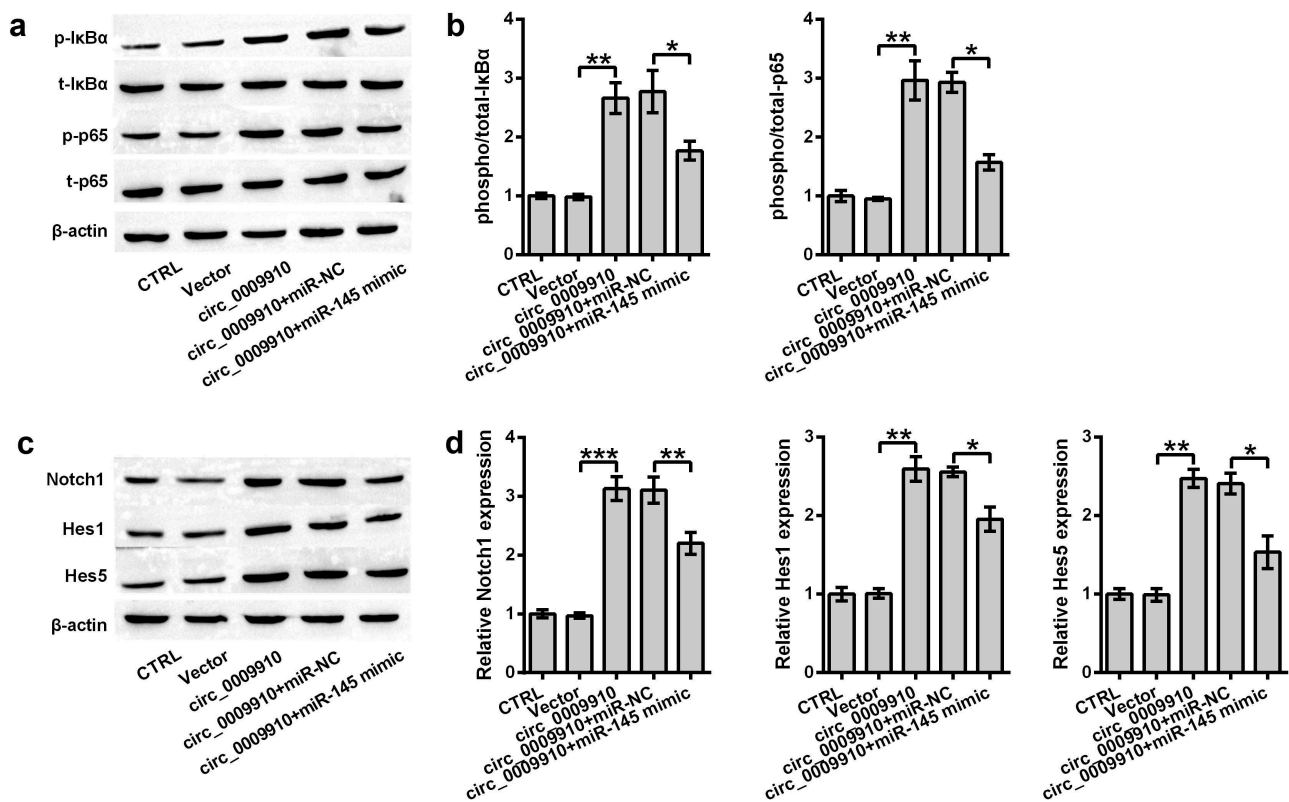 a
p-IκBα
t-IκBα
p-p65
t-p65
β-actin
CTRL
Vector
circ_0009910
circ_0009910+miR-NC
circ_0009910+miR-145 mimic
b
phospho/total-IκBα
4
3
2
1
0
**
*
CTRL
Vector
circ_0009910
circ_0009910+miR-NC
circ_0009910+miR-145 mimic
phospho/total-p65
4
3
2
1
0
**
*
CTRL
Vector
circ_0009910
circ_0009910+miR-NC
circ_0009910+miR-145 mimic
c
Notch1
Hes1
Hes5
β-actin
CTRL
Vector
circ_0009910
circ_0009910+miR-NC
circ_0009910+miR-145 mimic
d
Relative Notch1 expression
4
3
2
1
0
***
**
CTRL
Vector
circ_0009910
circ_0009910+miR-NC
circ_0009910+miR-145 mimic
Relative Hes1 expression
3
2
1
0
**
*
CTRL
Vector
circ_0009910
circ_0009910+miR-NC
circ_0009910+miR-145 mimic
Relative Hes5 expression
3
2
1
0
**
*
CTRL
Vector
circ_0009910
circ_0009910+miR-NC
circ_0009910+miR-145 mimic